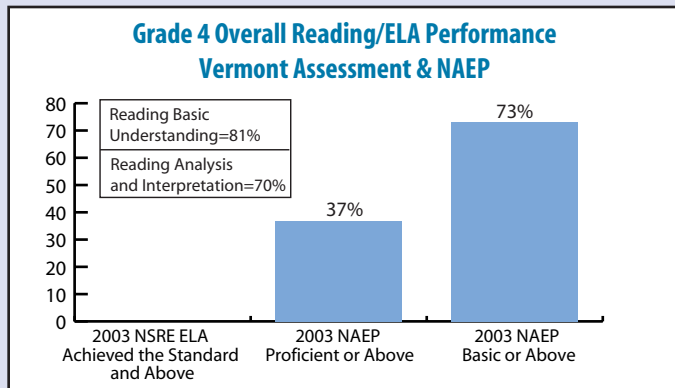 Grade 4 Overall Reading/ELA Performance
Vermont Assessment & NAEP
80
70
60
50
40
30
20
10
0
Reading Basic
Understanding=81%
Reading Analysis
and Interpretation=70%
37%
73%
2003 NSRE ELA
Achieved the Standard
and Above
2003 NAEP
Proficient or Above
2003 NAEP
Basic or Above